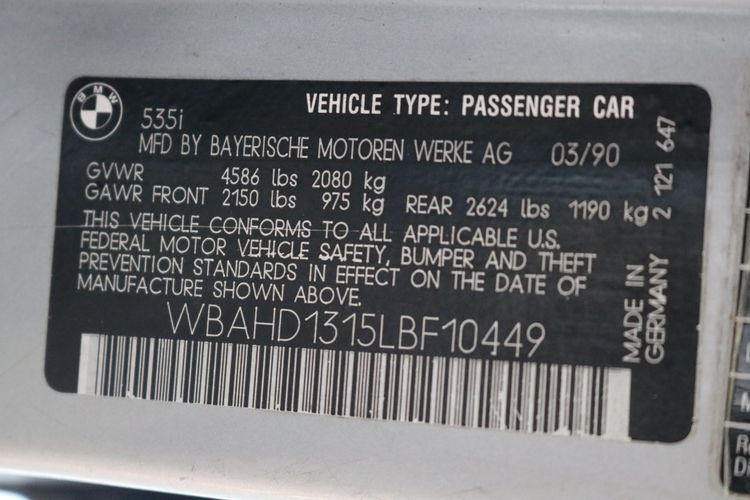 BMW
535i
VEHICLE TYPE: PASSENGER CAR
MFD BY BAYERISCHE MOTOREN WERKE AG 03/90
GVWR 4586 lbs 2080 kg
GAWR FRONT 2150 lbs 975 kg REAR 2624 lbs 1190 kg
THIS VEHICLE CONFORMS TO ALL APPLICABLE U.S.
FEDERAL MOTOR VEHICLE SAFETY, BUMPER AND THEFT
PREVENTION STANDARDS IN EFFECT ON THE DATE OF
MANUFACTURE SHOWN ABOVE.
WBAHD1315LBF10449
2 121 647
MADE IN
GERMANY